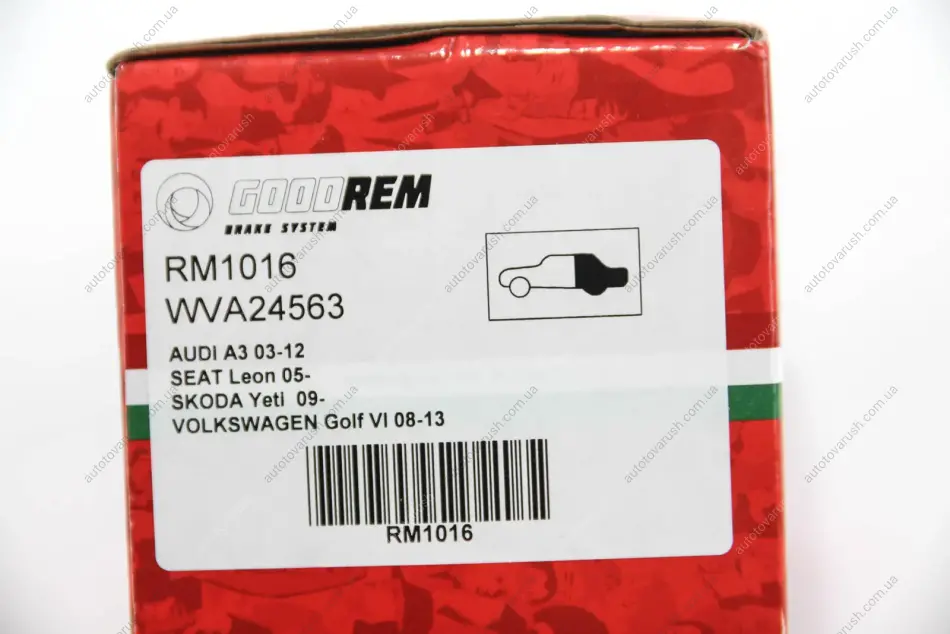 GOODREM
BRAKE SYSTEM
RM1016
WVA24563
AUDI A3 03-12
SEAT Leon 05-
SKODA Yeti 09-
VOLKSWAGEN Golf VI 08-13
RM1016
autotovarush.com.ua